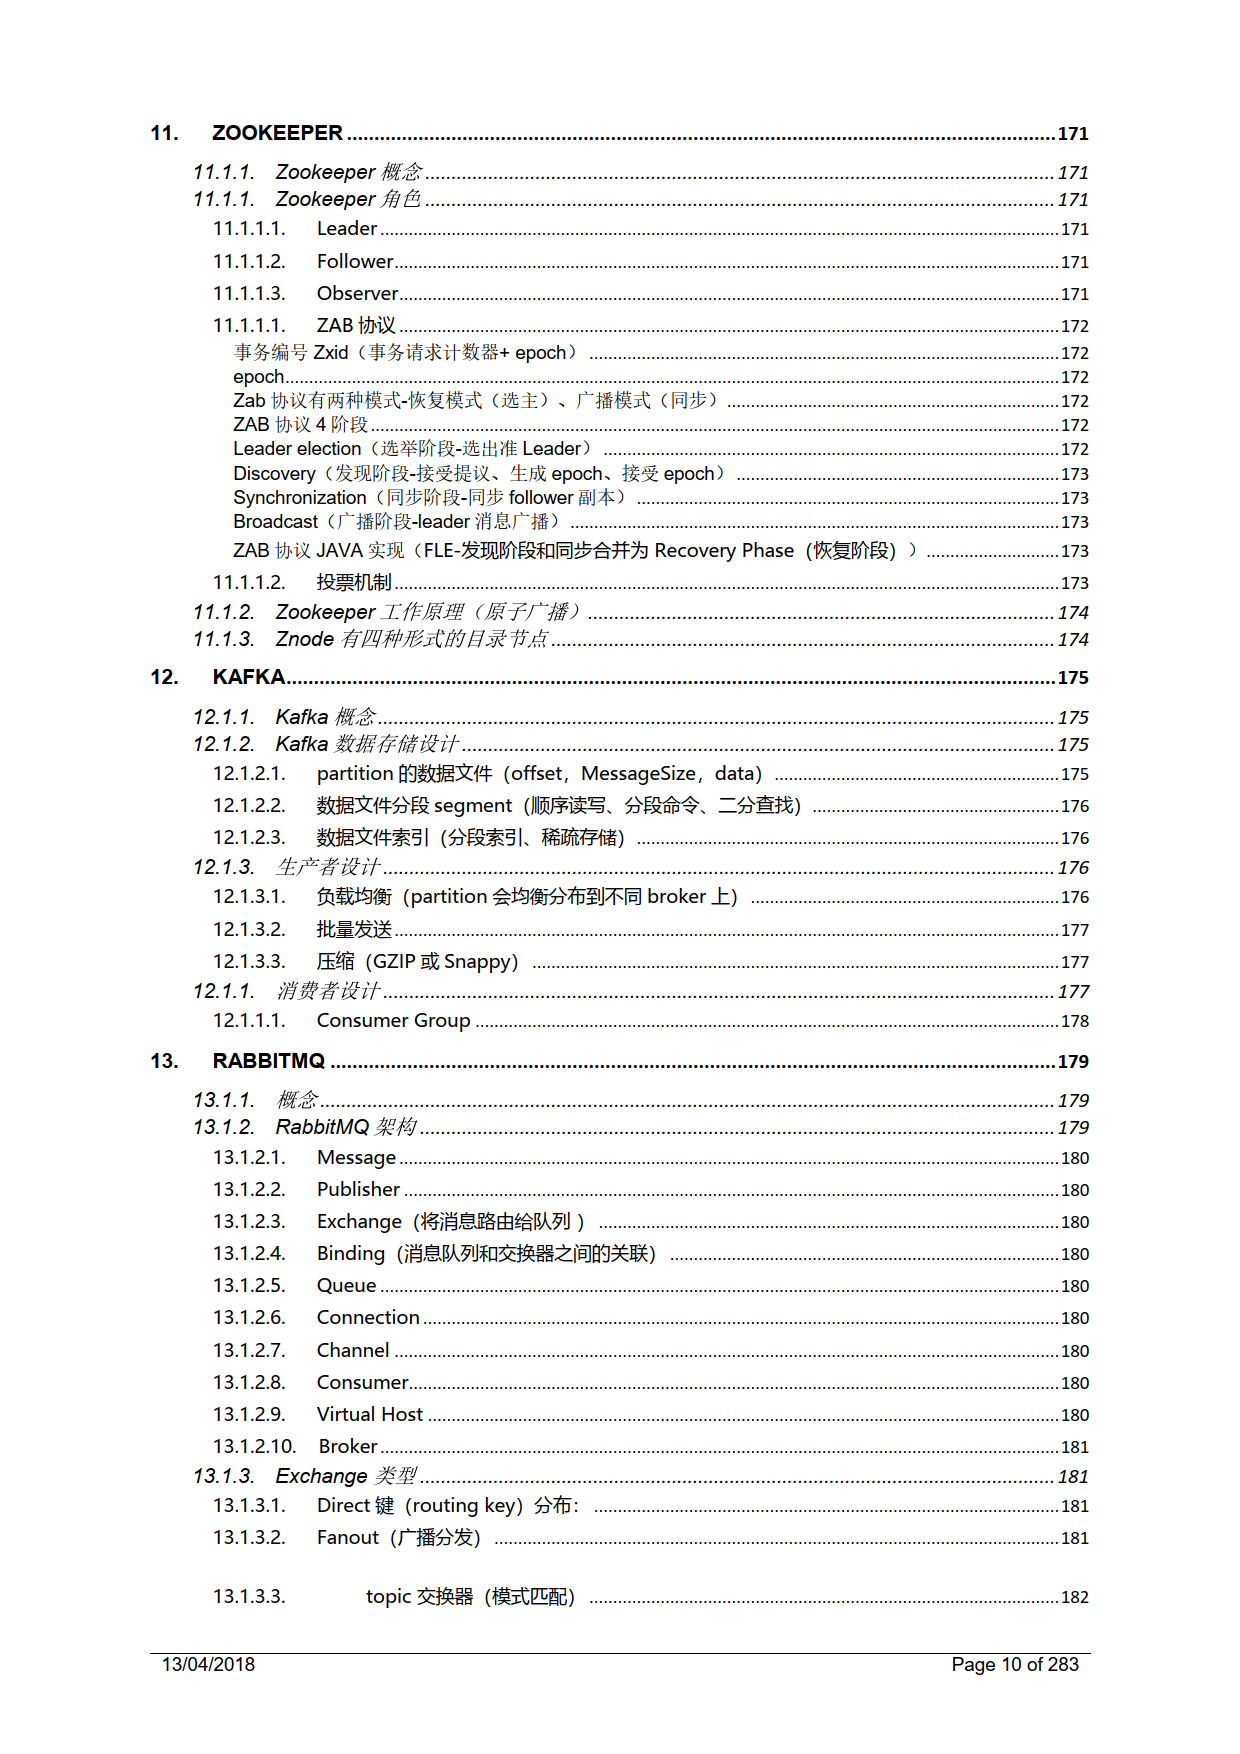 11. ZOOKEEPER ........ 171
11.1.1. Zookeeper 概念 ........ 171
11.1.1. Zookeeper 角色 ........ 171
11.1.1.1. Leader ........ 171
11.1.1.2. Follower ........ 171
11.1.1.3. Observer ........ 171
11.1.1.1. ZAB 协议 ........ 172
事务编号 Zxid（事务请求计数器+ epoch） ........ 172
epoch ........ 172
Zab 协议有两种模式-恢复模式（选主）、广播模式（同步） ........ 172
ZAB 协议 4 阶段 ........ 172
Leader election（选举阶段-选出准 Leader） ........ 172
Discovery（发现阶段-接受提议、生成 epoch、接受 epoch） ........ 173
Synchronization（同步阶段-同步 follower 副本） ........ 173
Broadcast（广播阶段-leader 消息广播） ........ 173
ZAB 协议 JAVA 实现（FLE-发现阶段和同步合并为 Recovery Phase（恢复阶段）） ........ 173
11.1.1.2. 投票机制 ........ 173
11.1.2. Zookeeper 工作原理（原子广播） ........ 174
11.1.3. Znode 有四种形式的目录节点 ........ 174
12. KAFKA ........ 175
12.1.1. Kafka 概念 ........ 175
12.1.2. Kafka 数据存储设计 ........ 175
12.1.2.1. partition 的数据文件（offset，MessageSize，data） ........ 175
12.1.2.2. 数据文件分段 segment（顺序读写、分段命令、二分查找） ........ 176
12.1.2.3. 数据文件索引（分段索引、稀疏存储） ........ 176
12.1.3. 生产者设计 ........ 176
12.1.3.1. 负载均衡（partition 会均衡分布到不同 broker 上） ........ 176
12.1.3.2. 批量发送 ........ 177
12.1.3.3. 压缩（GZIP 或 Snappy） ........ 177
12.1.1. 消费者设计 ........ 177
12.1.1.1. Consumer Group ........ 178
13. RABBITMQ ........ 179
13.1.1. 概念 ........ 179
13.1.2. RabbitMQ 架构 ........ 179
13.1.2.1. Message ........ 180
13.1.2.2. Publisher ........ 180
13.1.2.3. Exchange（将消息路由给队列 ） ........ 180
13.1.2.4. Binding（消息队列和交换器之间的关联） ........ 180
13.1.2.5. Queue ........ 180
13.1.2.6. Connection ........ 180
13.1.2.7. Channel ........ 180
13.1.2.8. Consumer ........ 180
13.1.2.9. Virtual Host ........ 180
13.1.2.10. Broker ........ 181
13.1.3. Exchange 类型 ........ 181
13.1.3.1. Direct 键（routing key）分布： ........ 181
13.1.3.2. Fanout（广播分发） ........ 181
13.1.3.3. topic 交换器（模式匹配） ........ 182
13/04/2018 Page 10 of 283